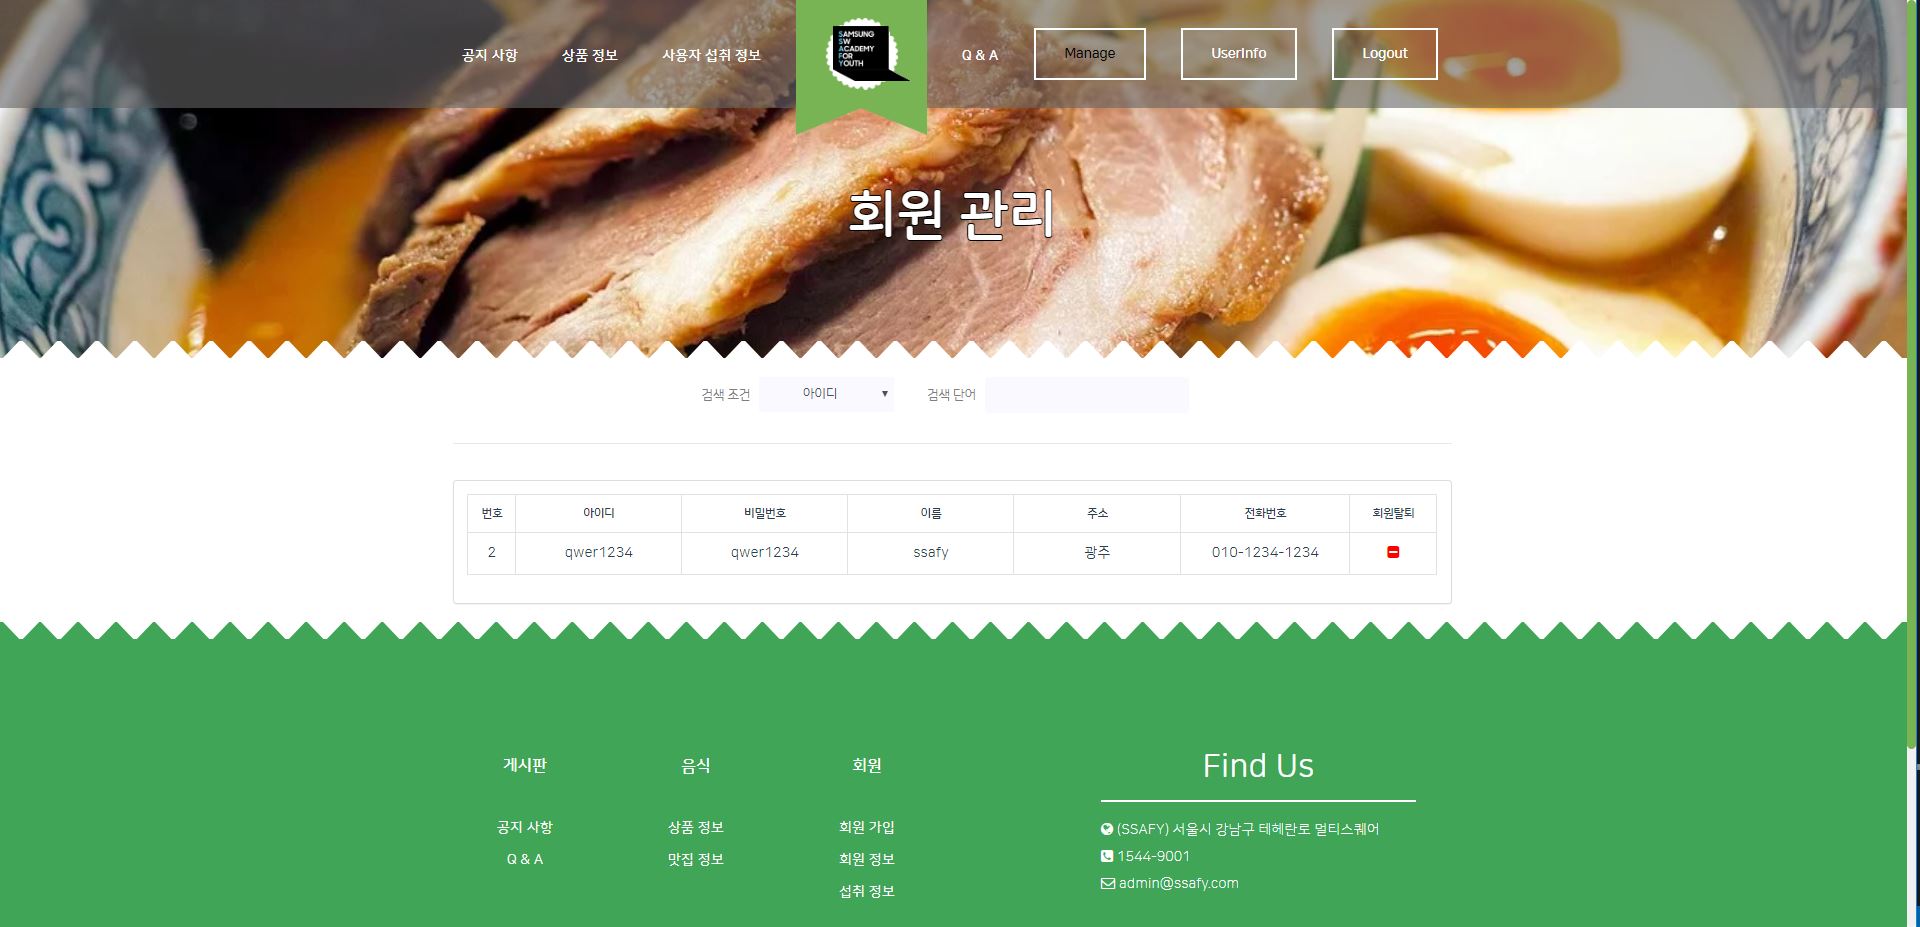 공지 사항
상품 정보
사용자 섭취 정보
SAMSUNG
SW
ACADEMY
FOR
YOUTH
Q & A
Manage
UserInfo
Logout
회원 관리
검색 조건
아이디
검색 단어
번호 아이디 비밀번호 이름 주소 전화번호 회원탈퇴
2 qwer1234 qwer1234 ssafy 광주 010-1234-1234
게시판
공지 사항
Q & A
음식
상품 정보
맛집 정보
회원
회원 가입
회원 정보
섭취 정보
Find Us
(SSAFY) 서울시 강남구 테헤란로 멀티스퀘어
1544-9001
admin@ssafy.com